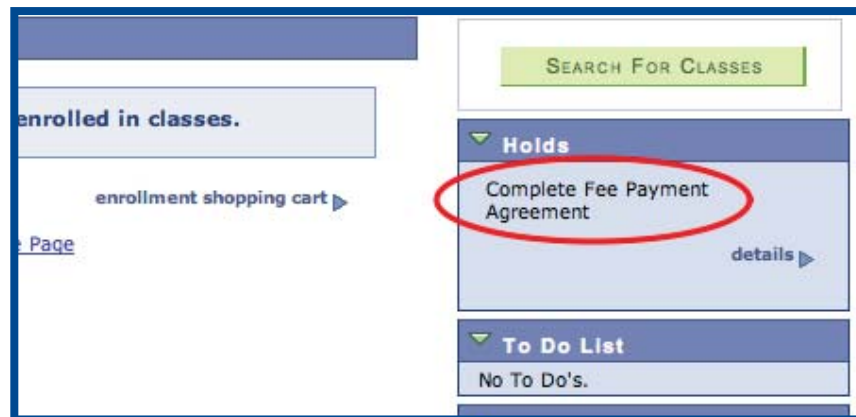 enrolled in classes.
enrollment shopping cart
e Page
SEARCH FOR CLASSES
Holds
Complete Fee Payment
Agreement
details
To Do List
No To Do's.